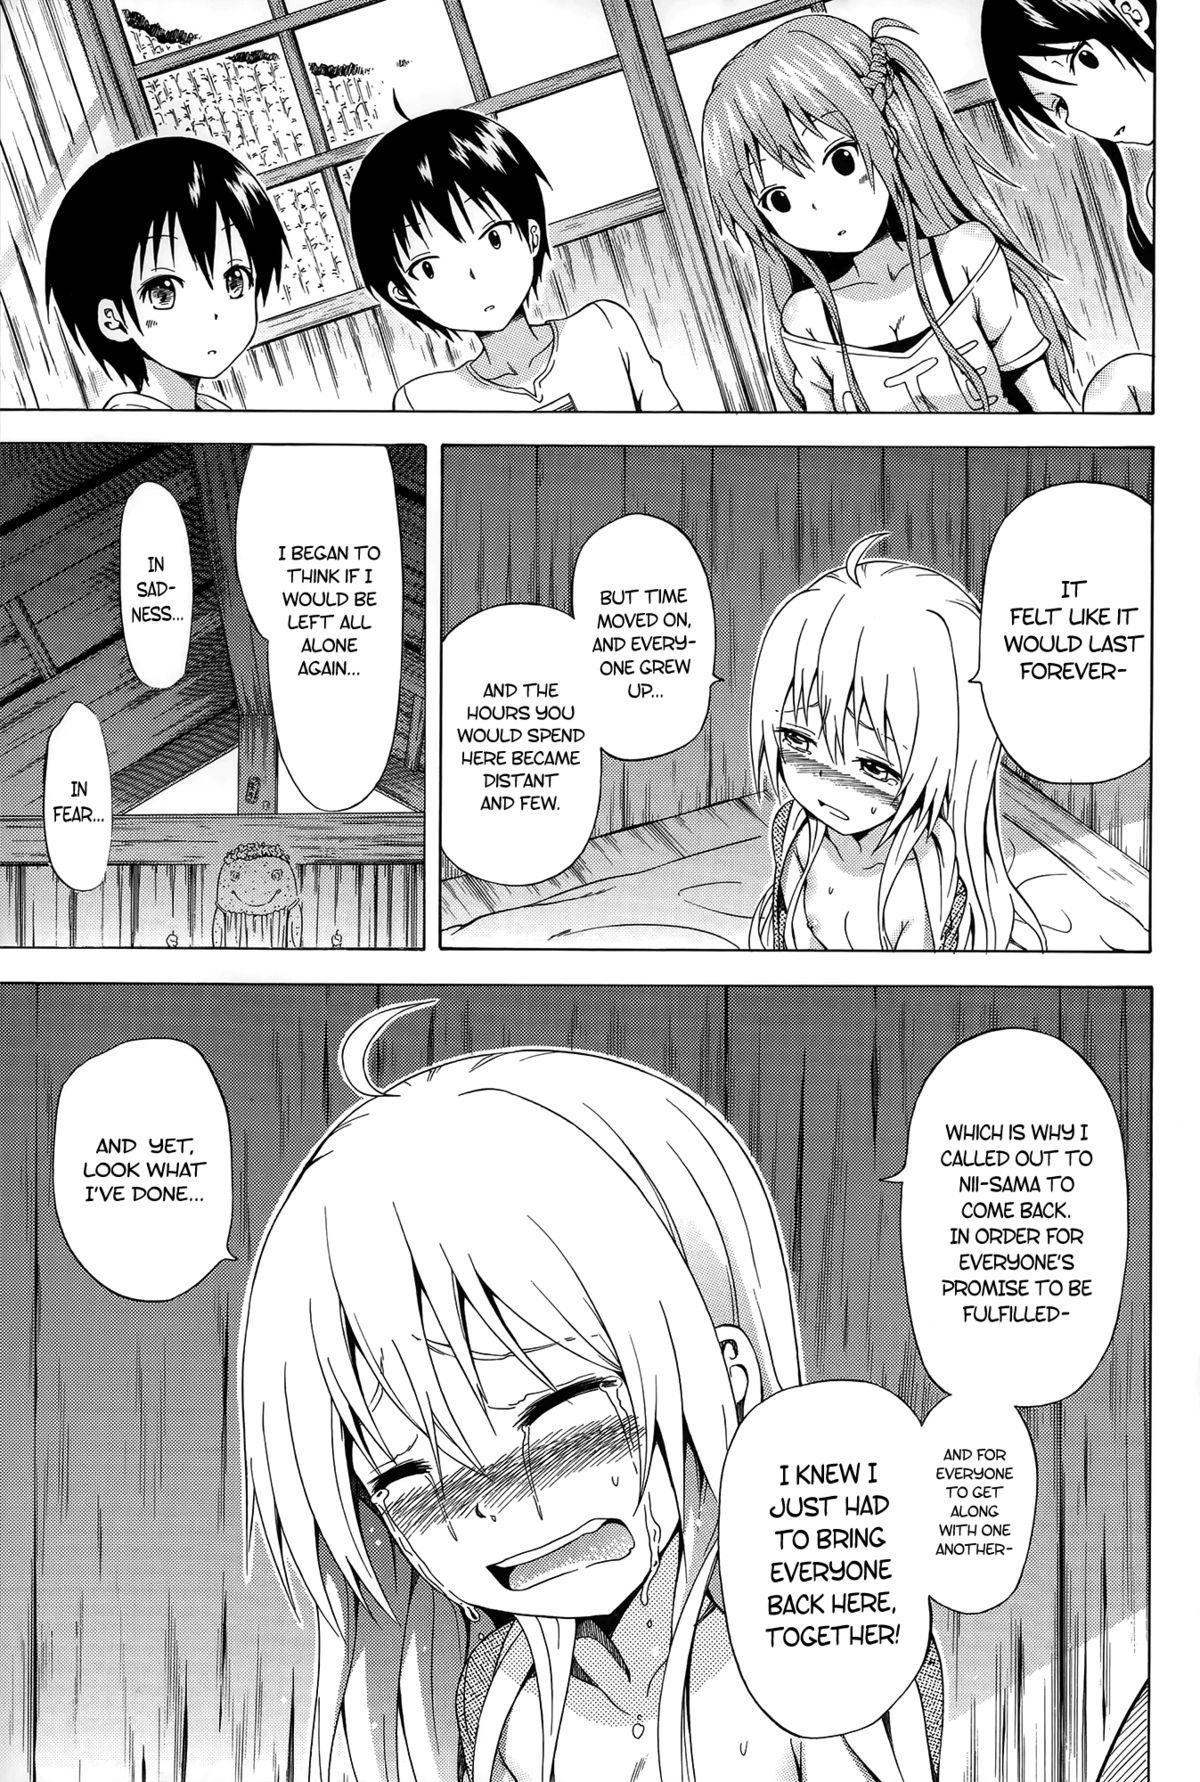 IT
FELT LIKE IT
WOULD LAST
FOREVER-
BUT TIME
MOVED ON,
AND EVERY-
ONE GREW
UP...
AND THE
HOURS YOU
WOULD SPEND
HERE BECAME
DISTANT
AND FEW.
I BEGAN TO
THINK IF I
WOULD BE
LEFT ALL
ALONE
AGAIN...
IN
SAD-
NESS...
IN
FEAR...
WHICH IS WHY I
CALLED OUT TO
NII-SAMA TO
COME BACK.
IN ORDER FOR
EVERYONE'S
PROMISE TO BE
FULFILLED-
AND FOR
EVERYONE
TO GET
ALONG
WITH ONE
ANOTHER-
I KNEW I
JUST HAD
TO BRING
EVERYONE
BACK HERE,
TOGETHER!
AND YET,
LOOK WHAT
I'VE DONE...